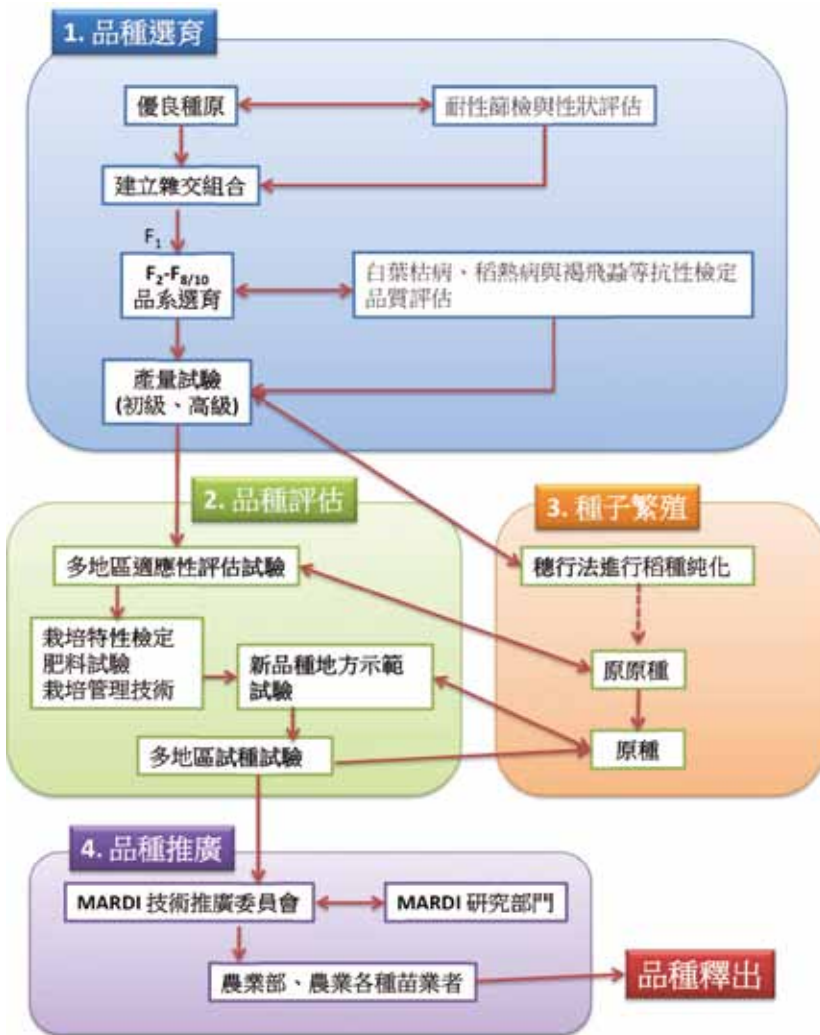 1. 品種選育
優良種原
耐性篩檢與性狀評估
建立雜交組合
F1
F2-F8/10
品系選育
白葉枯病、稻熱病與褐飛蝨等抗性檢定
品質評估
產量試驗
(初級、高級)
2. 品種評估
多地區適應性評估試驗
栽培特性檢定
肥料試驗
栽培管理技術
新品種地方示範
試驗
多地區試種試驗
3. 種子繁殖
穗行法進行稻種純化
原原種
原種
4. 品種推廣
MARDI 技術推廣委員會
MARDI 研究部門
農業部、農業各種苗業者
品種釋出